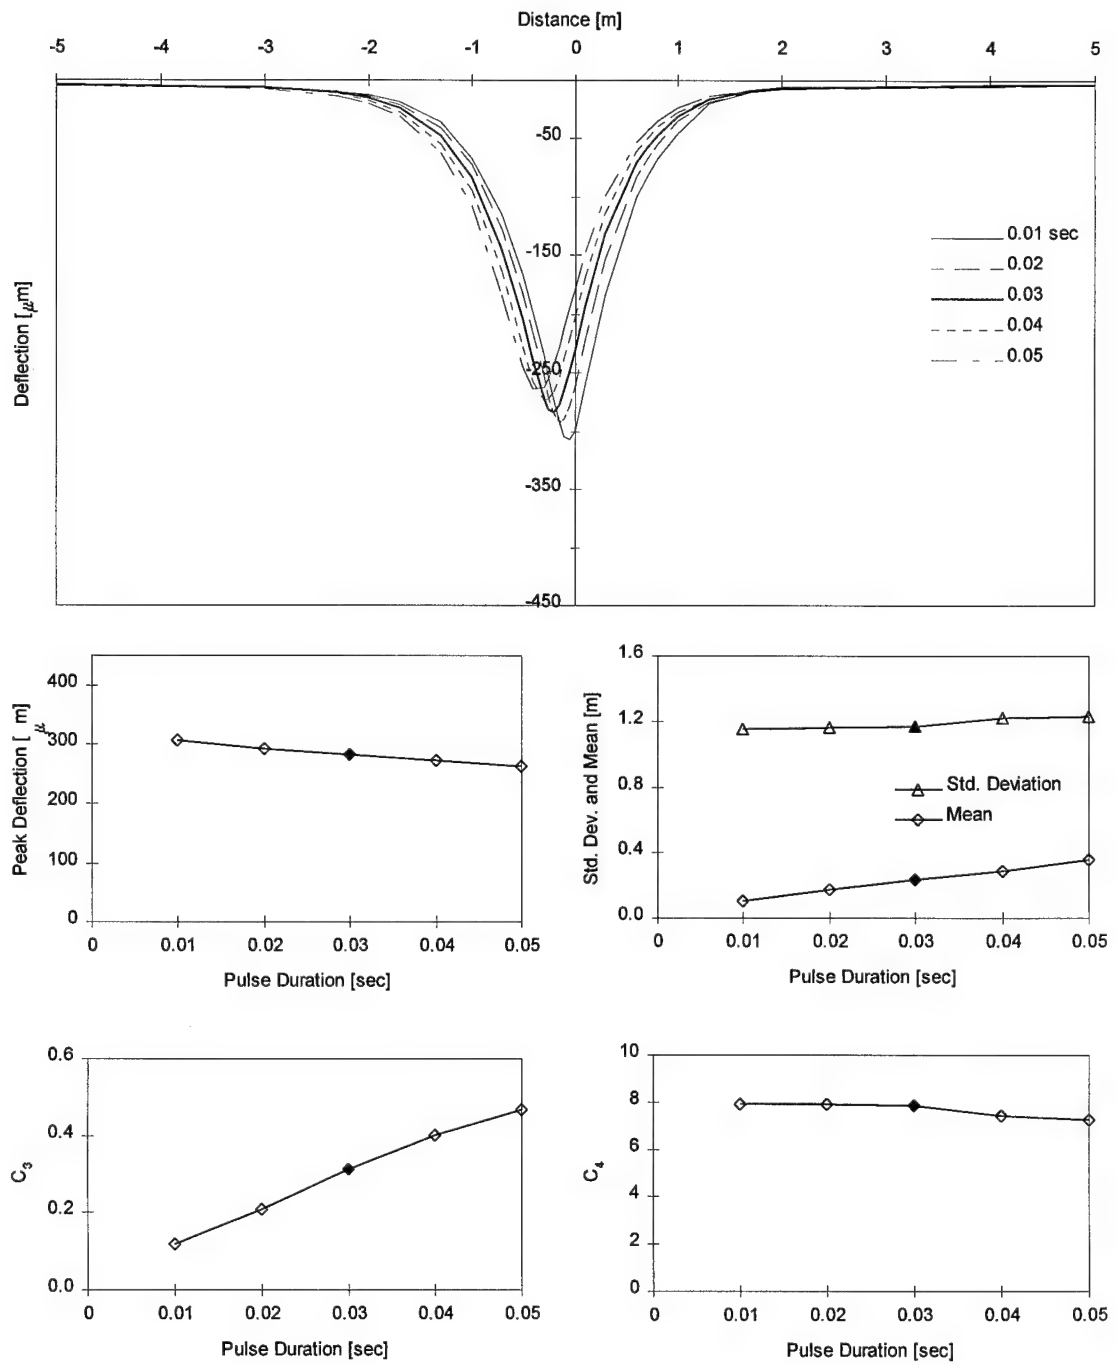 Distance [m]
-5 -4 -3 -2 -1 0 1 2 3 4 5
-50
-150
-250
-350
-450
Deflection [μm]
0.01 sec
0.02
0.03
0.04
0.05
400
300
200
100
0
Peak Deflection [ m]
μ
0 0.01 0.02 0.03 0.04 0.05
Pulse Duration [sec]
1.6
1.2
0.8
0.4
0.0
Std. Dev. and Mean [m]
Std. Deviation
Mean
0 0.01 0.02 0.03 0.04 0.05
Pulse Duration [sec]
0.6
0.4
0.2
0.0
C3
0 0.01 0.02 0.03 0.04 0.05
Pulse Duration [sec]
10
8
6
4
2
0
C4
0 0.01 0.02 0.03 0.04 0.05
Pulse Duration [sec]